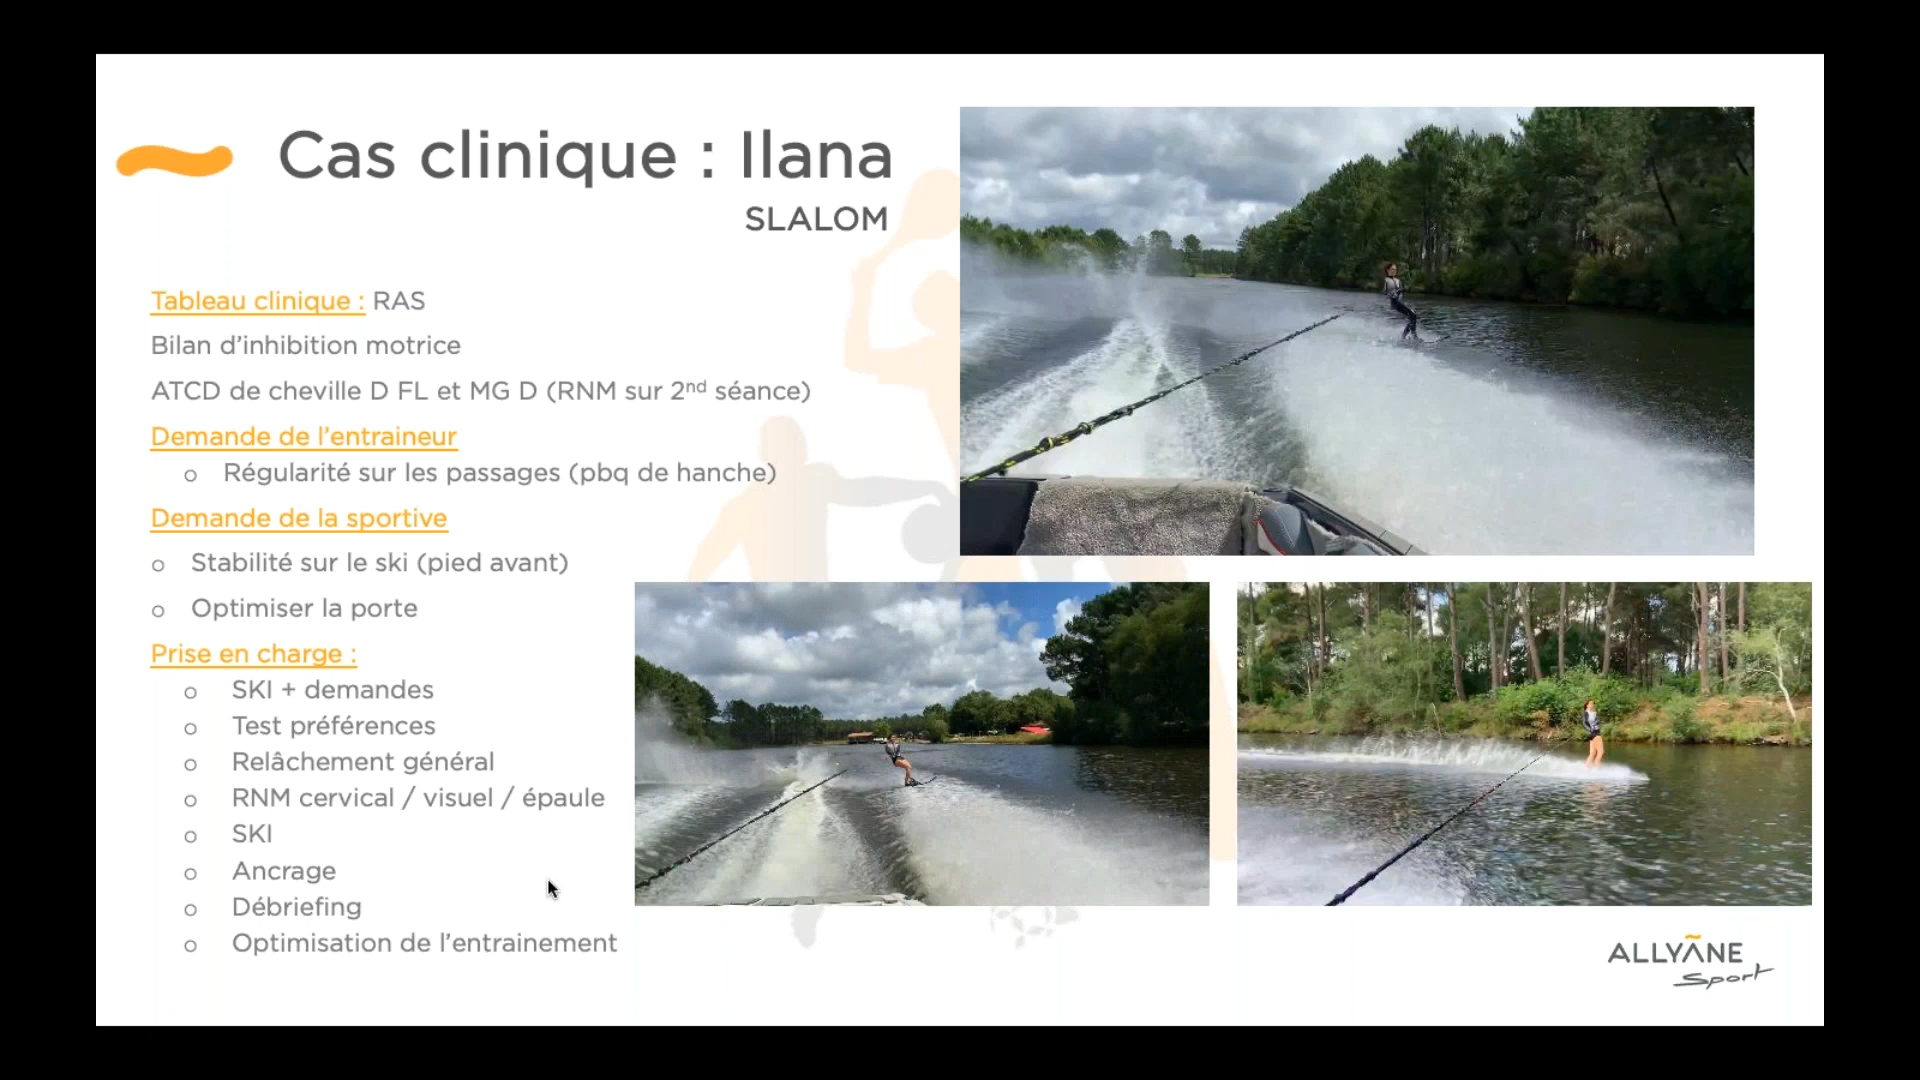 Cas clinique : Ilana
SLALOM
Tableau clinique : RAS
Bilan d'inhibition motrice
ATCD de cheville D FL et MG D (RNM sur 2nd séance)
Demande de l'entraineur
o Régularité sur les passages (pbq de hanche)
Demande de la sportive
o Stabilité sur le ski (pied avant)
o Optimiser la porte
Prise en charge :
o SKI + demandes
o Test préférences
o Relâchement général
o RNM cervical / visuel / épaule
o SKI
o Ancrage
o Débriefing
o Optimisation de l'entrainement
ALLYANE
Sport